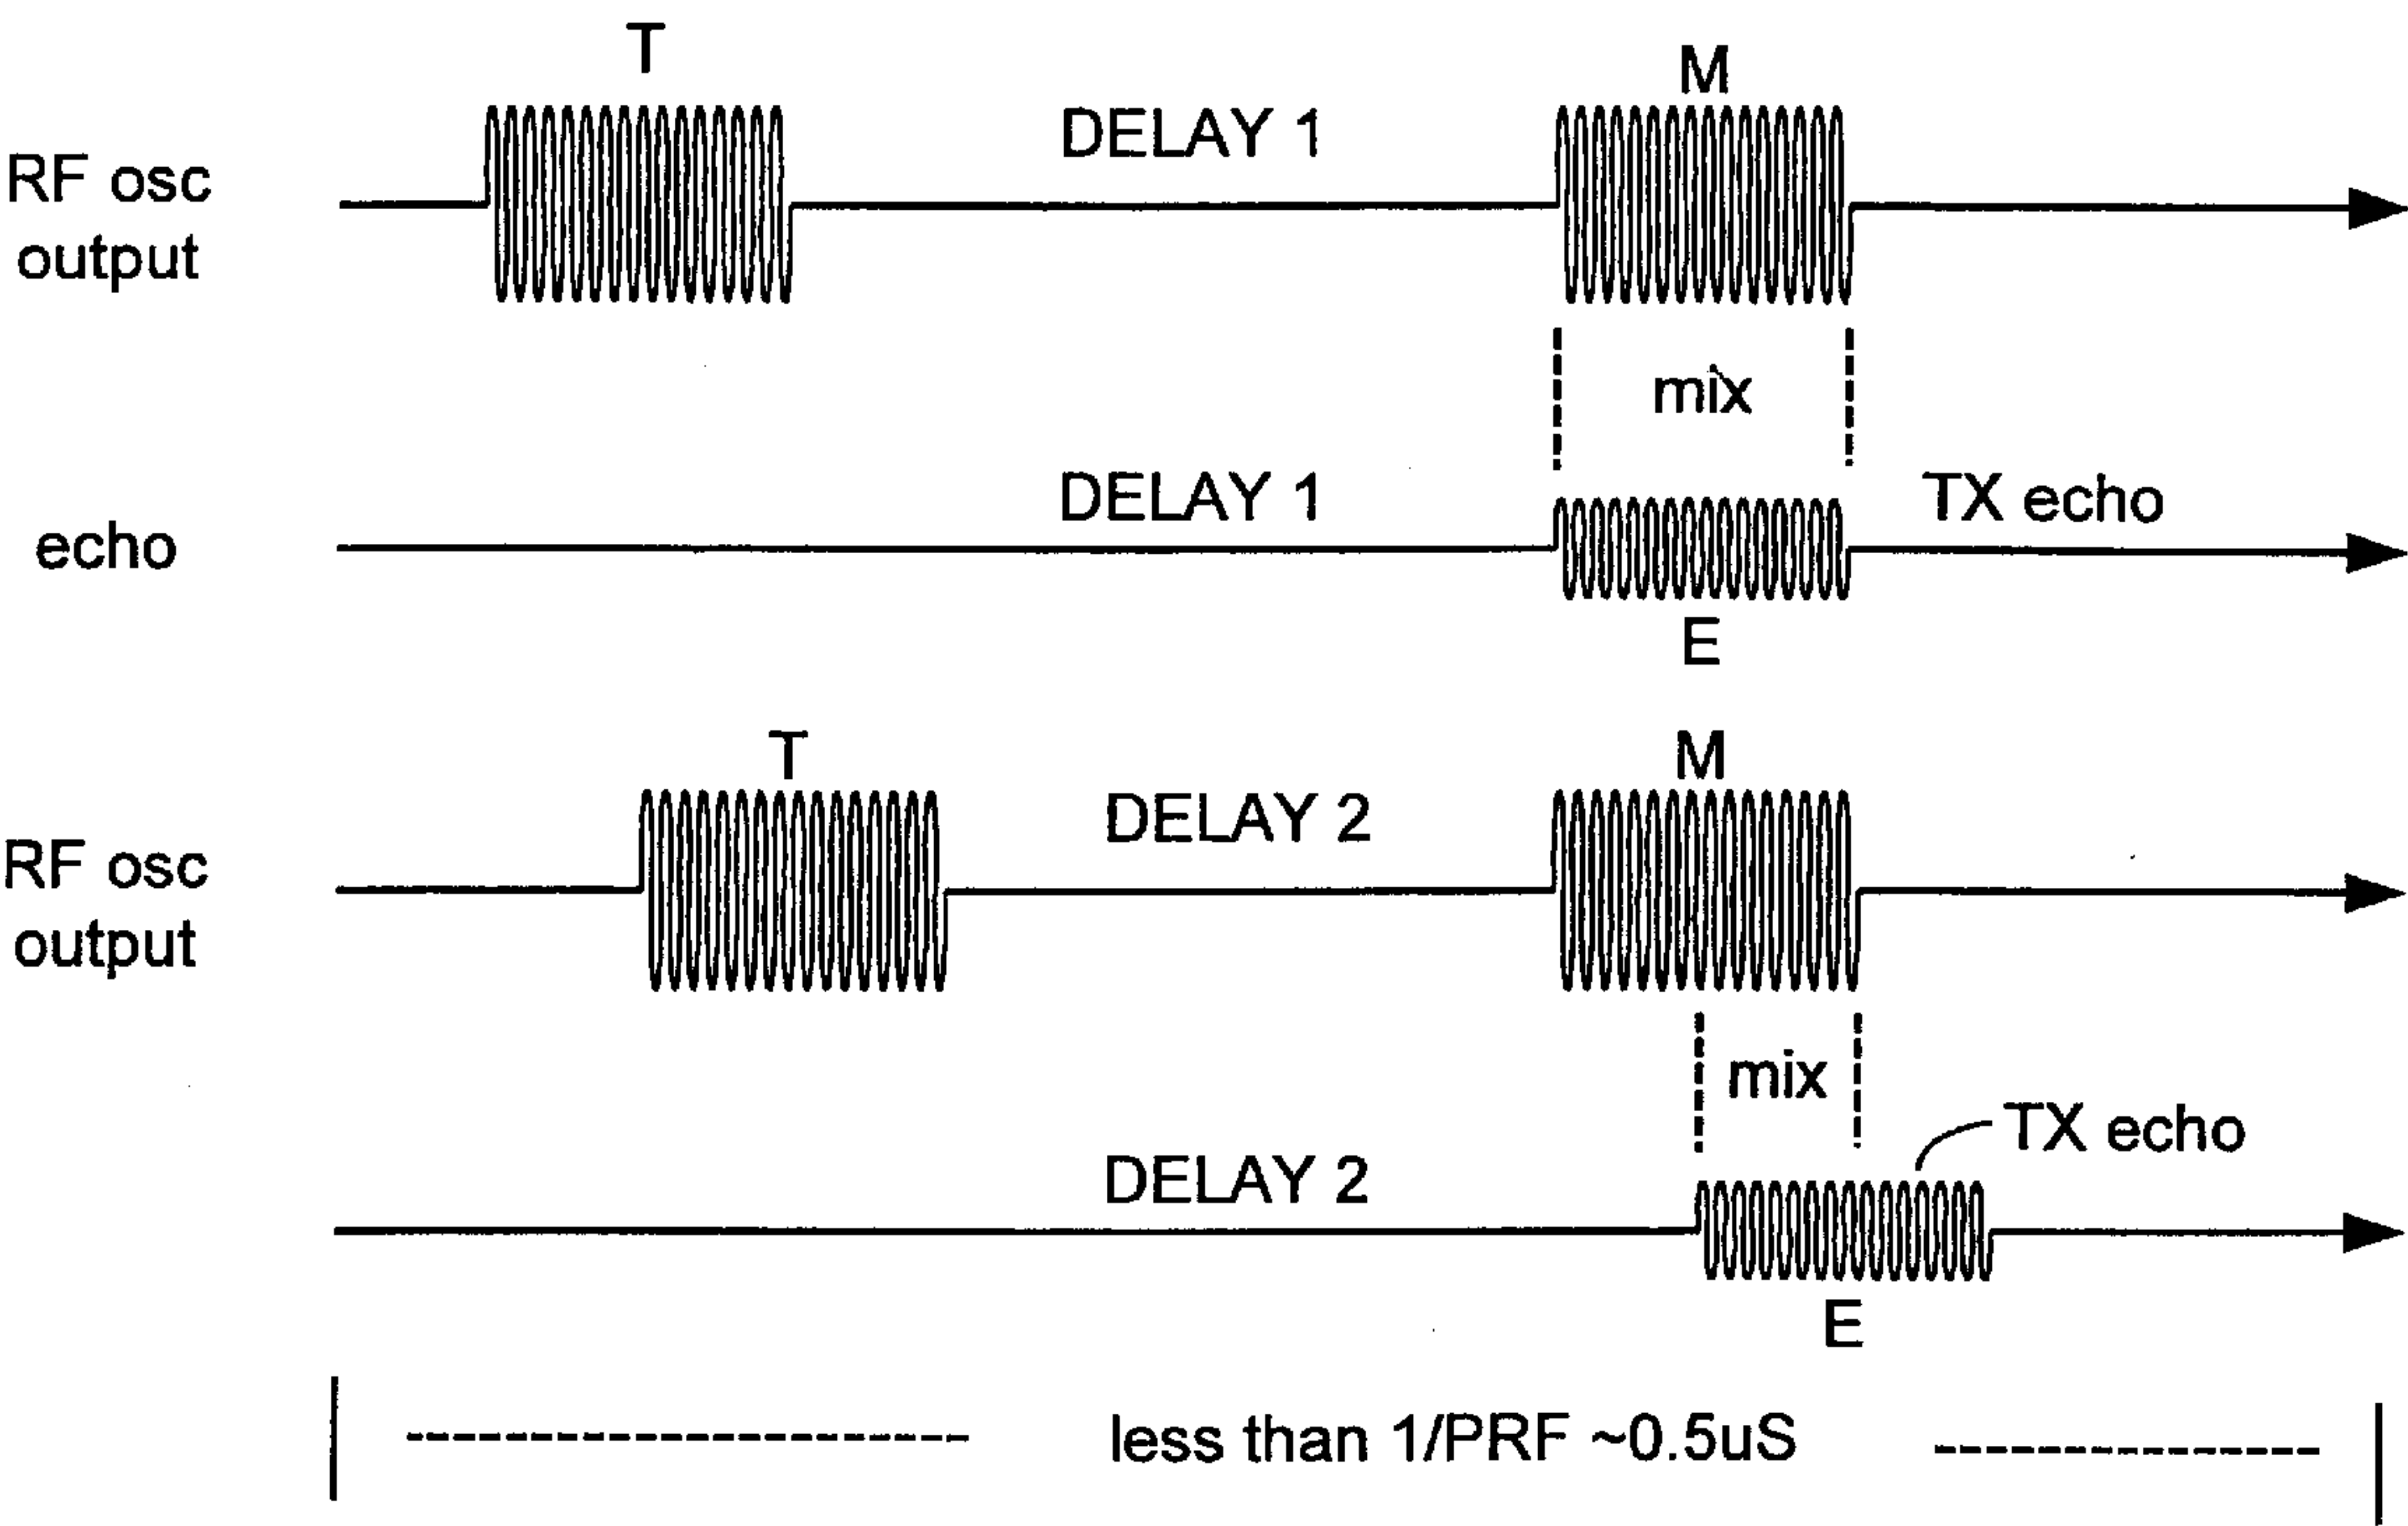 T
M
DELAY 1
RF osc
output
mix
DELAY 1
TX echo
echo
E
T
M
DELAY 2
RF osc
output
mix
TX echo
DELAY 2
E
less than 1/PRF ~0.5uS